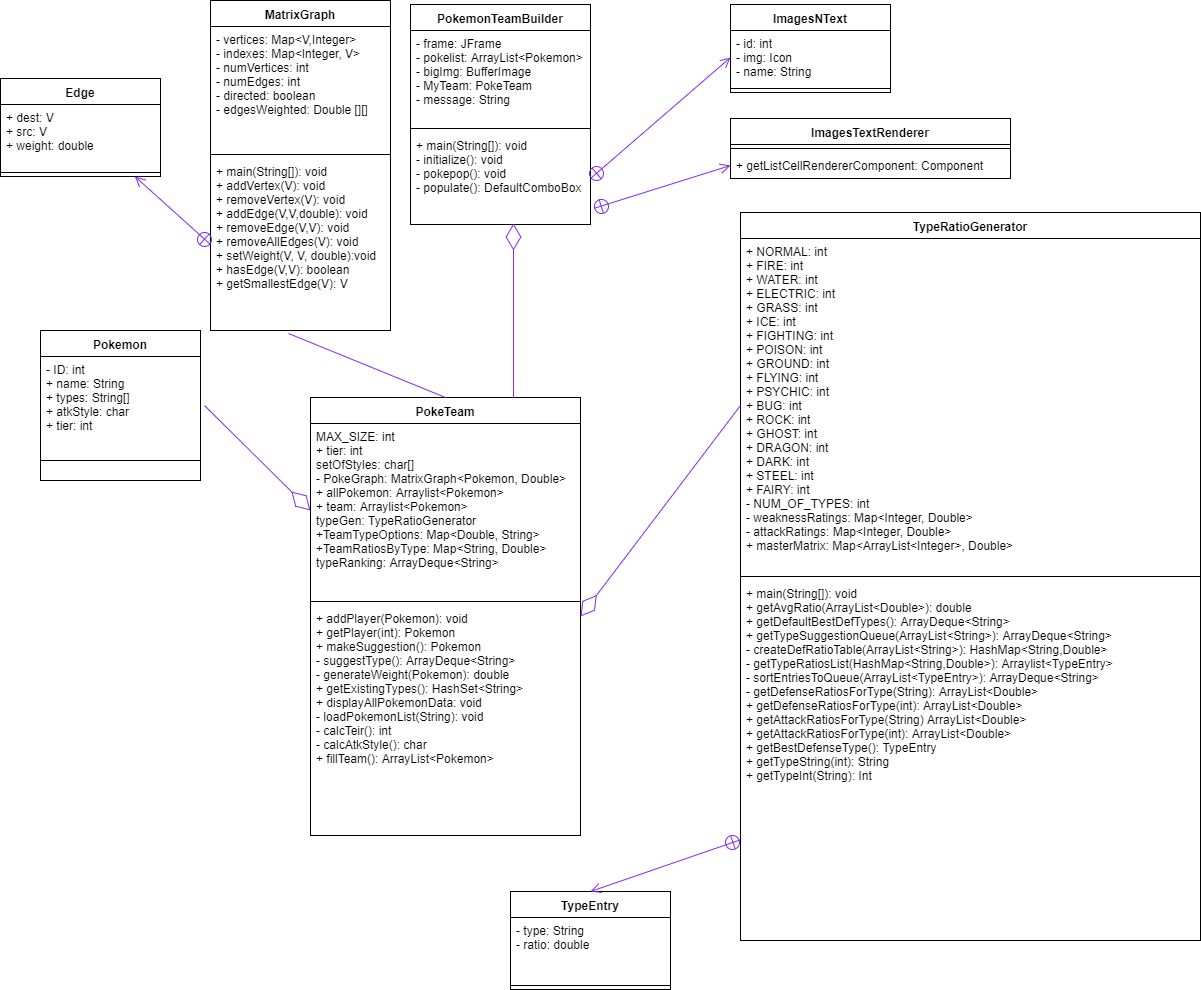 MatrixGraph
- vertices: Map<V,Integer>
- indexes: Map<Integer, V>
- numVertices: int
- numEdges: int
- directed: boolean
- edgesWeighted: Double [][]
+ main(String[]): void
+ addVertex(V): void
+ removeVertex(V): void
+ addEdge(V,V,double): void
+ removeEdge(V,V): void
+ removeAllEdges(V): void
+ setWeight(V, V, double):void
+ hasEdge(V,V): boolean
+ getSmallestEdge(V): V
PokemonTeamBuilder
- frame: JFrame
- pokelist: ArrayList<Pokemon>
- bigImg: BufferImage
- MyTeam: PokeTeam
- message: String
+ main(String[]): void
- initialize(): void
- pokepop(): void
- populate(): DefaultComboBox
ImagesNText
- id: int
- img: Icon
- name: String
Edge
+ dest: V
+ src: V
+ weight: double
ImagesTextRenderer
+ getListCellRendererComponent: Component
TypeRatioGenerator
+ NORMAL: int
+ FIRE: int
+ WATER: int
+ ELECTRIC: int
+ GRASS: int
+ ICE: int
+ FIGHTING: int
+ POISON: int
+ GROUND: int
+ FLYING: int
+ PSYCHIC: int
+ BUG: int
+ ROCK: int
+ GHOST: int
+ DRAGON: int
+ DARK: int
+ STEEL: int
+ FAIRY: int
- NUM_OF_TYPES: int
- weaknessRatings: Map<Integer, Double>
- attackRatings: Map<Integer, Double>
+ masterMatrix: Map<ArrayList<Integer>, Double>
+ main(String[]): void
+ getAvgRatio(ArrayList<Double>): double
+ getDefaultBestDefTypes(): ArrayDeque<String>
+ getTypeSuggestionQueue(ArrayList<String>): ArrayDeque<String>
- createDefRatioTable(ArrayList<String>): HashMap<String,Double>
- getTypeRatiosList(HashMap<String,Double>): Arraylist<TypeEntry>
- sortEntriesToQueue(ArrayList<TypeEntry>): ArrayDeque<String>
- getDefenseRatiosForType(String): ArrayList<Double>
+ getDefenseRatiosForType(int): ArrayList<Double>
+ getAttackRatiosForType(String) ArrayList<Double>
+ getAttackRatiosForType(int): ArrayList<Double>
+ getBestDefenseType(): TypeEntry
+ getTypeString(int): String
+ getTypeInt(String): Int
Pokemon
- ID: int
+ name: String
+ types: String[]
+ atkStyle: char
+ tier: int
PokeTeam
MAX_SIZE: int
+ tier: int
setOfStyles: char[]
- PokeGraph: MatrixGraph<Pokemon, Double>
+ allPokemon: Arraylist<Pokemon>
+ team: Arraylist<Pokemon>
typeGen: TypeRatioGenerator
+TeamTypeOptions: Map<Double, String>
+TeamRatiosByType: Map<String, Double>
typeRanking: ArrayDeque<String>
+ addPlayer(Pokemon): void
+ getPlayer(int): Pokemon
+ makeSuggestion(): Pokemon
- suggestType(): ArrayDeque<String>
- generateWeight(Pokemon): double
+ getExistingTypes(): HashSet<String>
+ displayAllPokemonData: void
- loadPokemonList(String): void
- calcTeir(): int
- calcAtkStyle(): char
+ fillTeam(): ArrayList<Pokemon>
TypeEntry
- type: String
- ratio: double